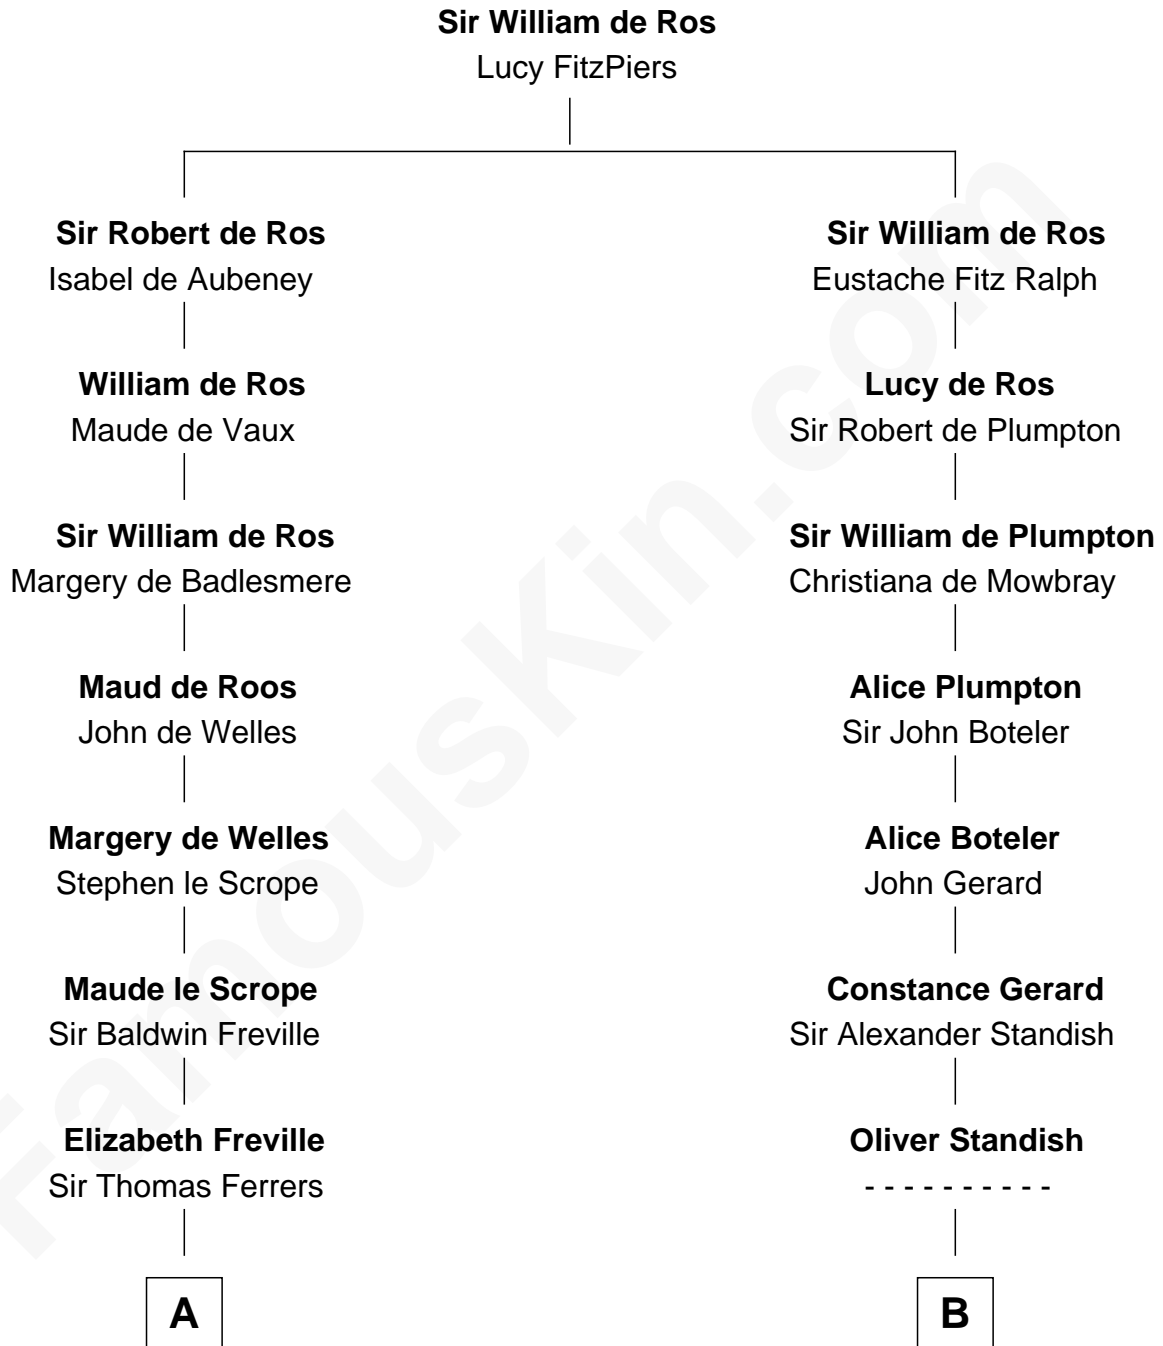 Sir William de Ros
Lucy FitzPiers
Sir Robert de Ros
Isabel de Aubeney
Sir William de Ros
Eustache Fitz Ralph
William de Ros
Maude de Vaux
Lucy de Ros
Sir Robert de Plumpton
Sir William de Ros
Margery de Badlesmere
Sir William de Plumpton
Christiana de Mowbray
Maud de Roos
John de Welles
Alice Plumpton
Sir John Boteler
Margery de Welles
Stephen le Scrope
Alice Boteler
John Gerard
Maude le Scrope
Sir Baldwin Freville
Constance Gerard
Sir Alexander Standish
Elizabeth Freville
Sir Thomas Ferrers
Oliver Standish
- - - - - - - - - -
A
B
FamousKin.com